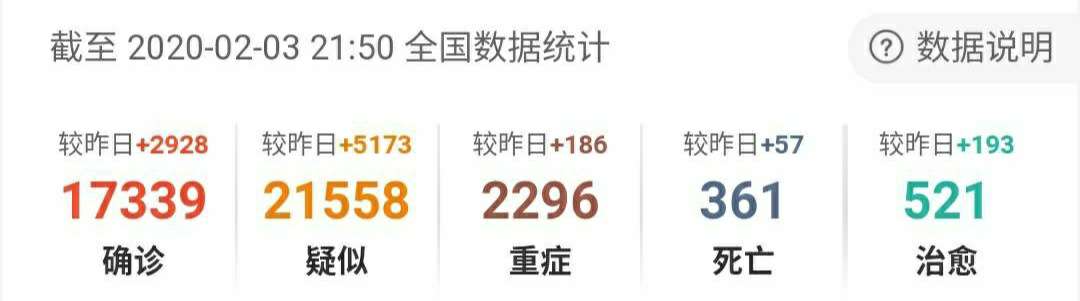 截至 2020-02-03 21:50 全国数据统计
? 数据说明
较昨日+2928 较昨日+5173 较昨日+186 较昨日+57 较昨日+193
17339 21558 2296 361 521
确诊 疑似 重症 死亡 治愈